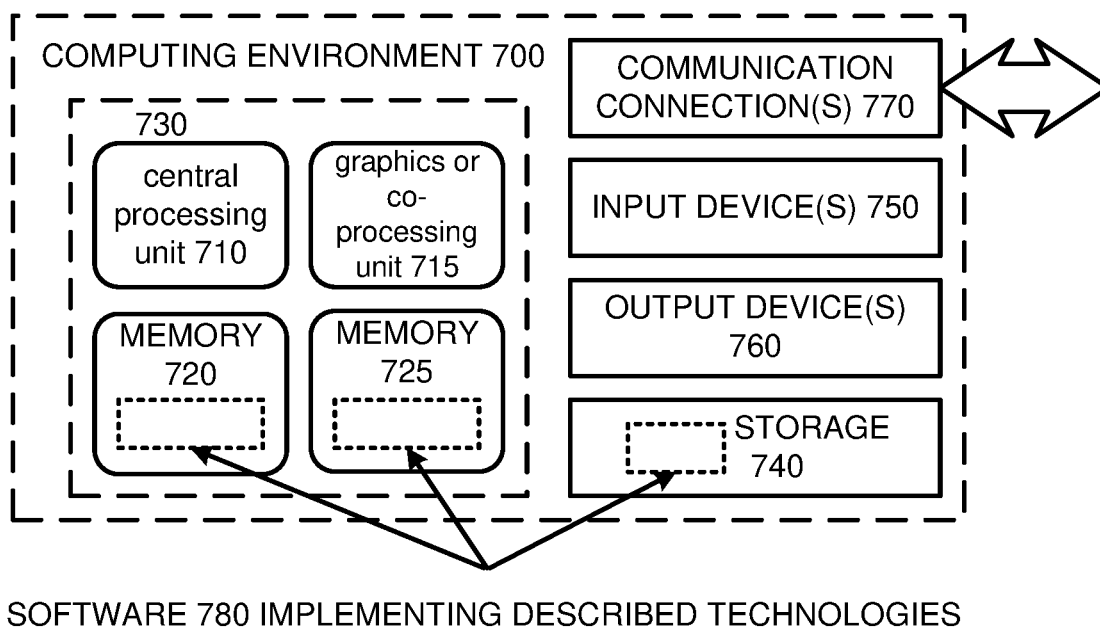 COMPUTING ENVIRONMENT 700
730
central
processing
unit 710
graphics or
co-
processing
unit 715
MEMORY
720
MEMORY
725
COMMUNICATION
CONNECTION(S) 770
INPUT DEVICE(S) 750
OUTPUT DEVICE(S)
760
STORAGE
740
SOFTWARE 780 IMPLEMENTING DESCRIBED TECHNOLOGIES